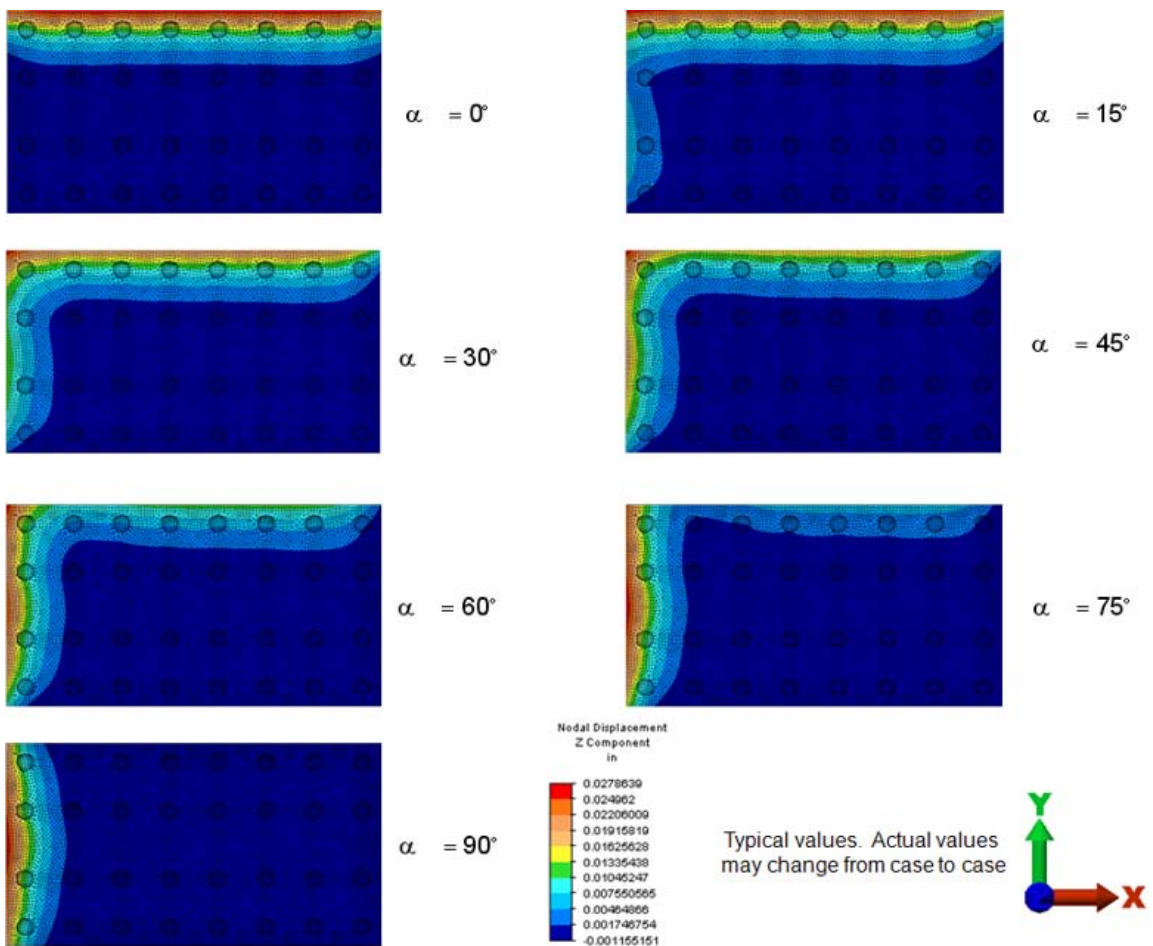 α = 0°
α = 15°
α = 30°
α = 45°
α = 60°
α = 75°
α = 90°
Nodal Displacement
Z Component
in
0.0278639
0.024962
0.02206009
0.01915819
0.01625628
0.01335438
0.01045247
0.007550565
0.00464866
0.001746754
-0.001155151
Typical values. Actual values
may change from case to case
Y
X